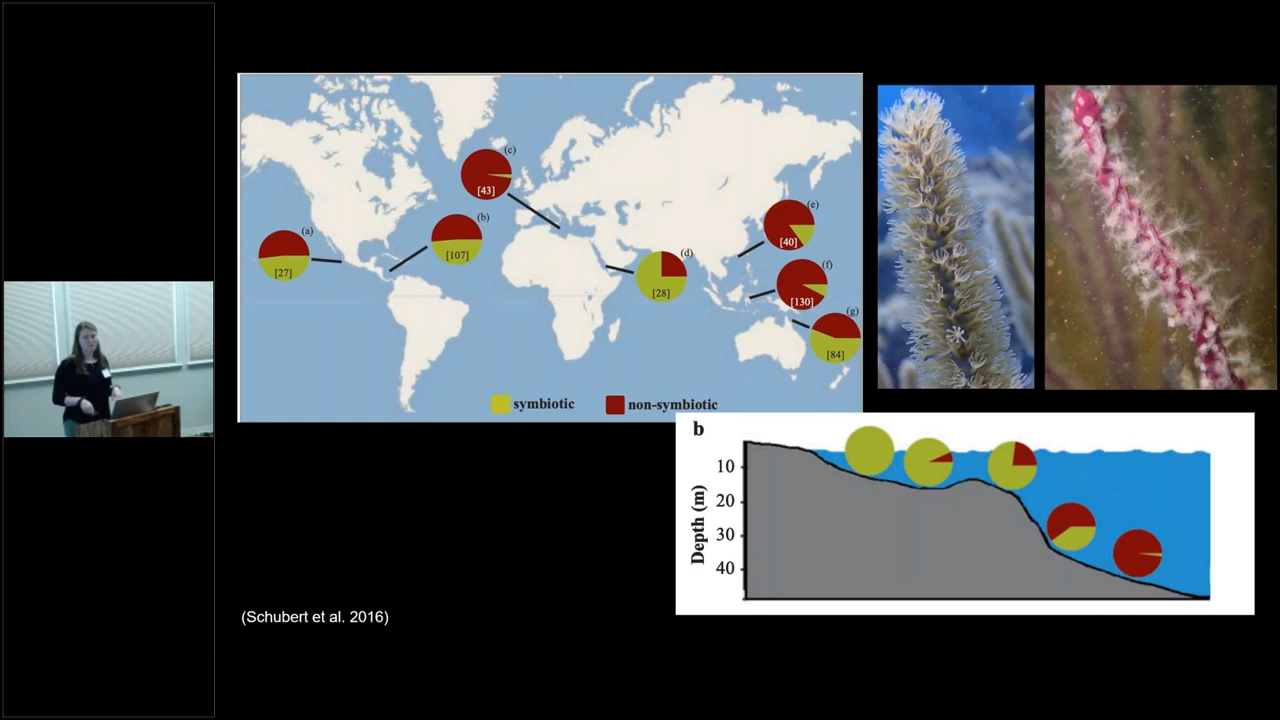 (a)
[27]
(b)
[107]
(c)
[43]
(d)
[28]
(e)
[40]
(f)
[130]
(g)
[84]
symbiotic
non-symbiotic
b
Depth (m)
10
20
30
40
(Schubert et al. 2016)